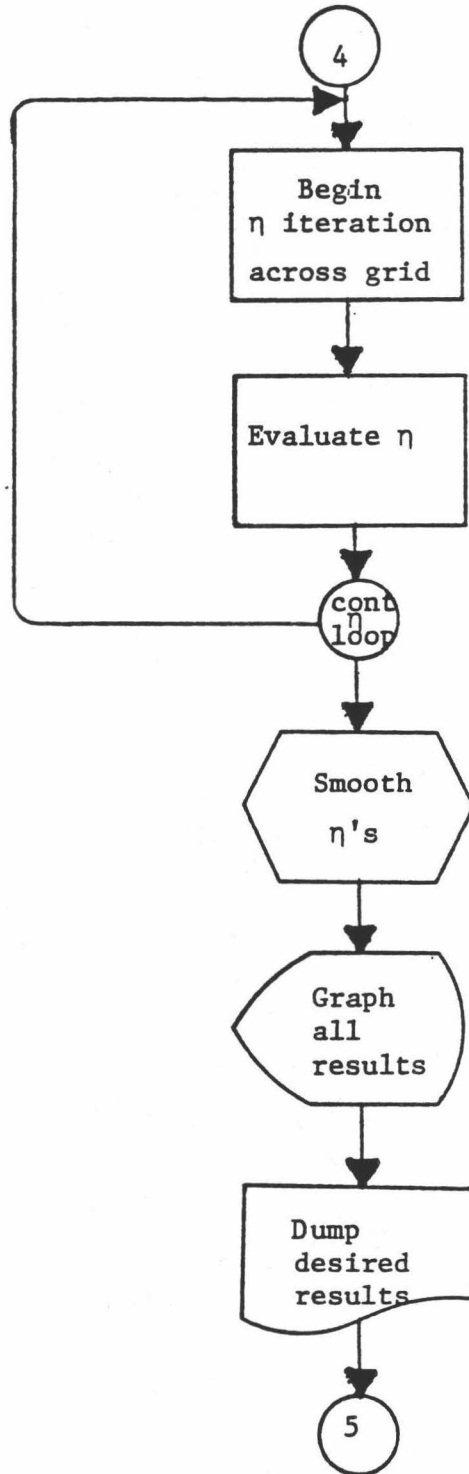 4
Begin
η iteration
across grid
Evaluate η
cont
η
loop
Smooth
η's
Graph
all
results
Dump
desired
results
5